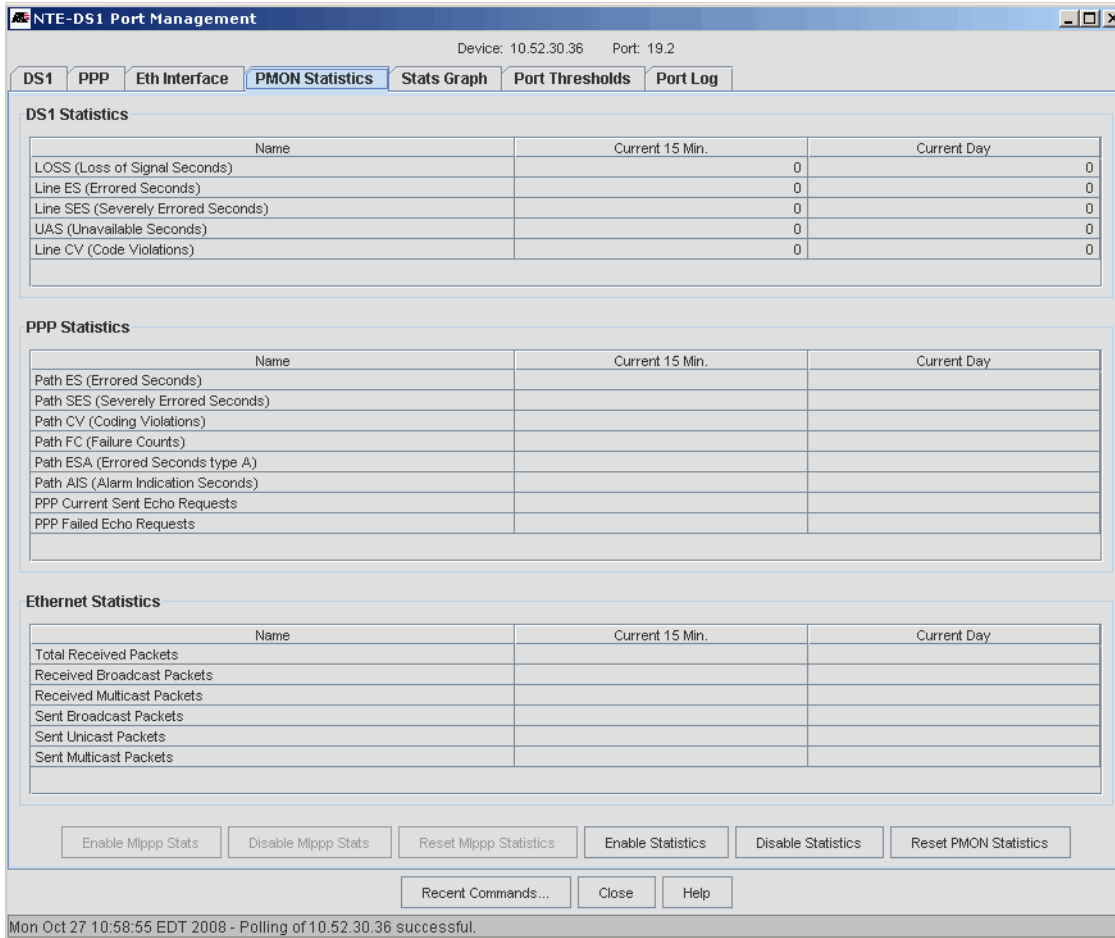 NTE-DS1 Port Management
Device: 10.52.30.36 Port: 19.2
DS1 PPP Eth Interface PMON Statistics Stats Graph Port Thresholds Port Log
DS1 Statistics
Name Current 15 Min. Current Day
LOSS (Loss of Signal Seconds) 0 0
Line ES (Errored Seconds) 0 0
Line SES (Severely Errored Seconds) 0 0
UAS (Unavailable Seconds) 0 0
Line CV (Code Violations) 0 0
PPP Statistics
Name Current 15 Min. Current Day
Path ES (Errored Seconds)
Path SES (Severely Errored Seconds)
Path CV (Coding Violations)
Path FC (Failure Counts)
Path ESA (Errored Seconds type A)
Path AIS (Alarm Indication Seconds)
PPP Current Sent Echo Requests
PPP Failed Echo Requests
Ethernet Statistics
Name Current 15 Min. Current Day
Total Received Packets
Received Broadcast Packets
Received Multicast Packets
Sent Broadcast Packets
Sent Unicast Packets
Sent Multicast Packets
Enable Mlppp Stats Disable Mlppp Stats Reset Mlppp Statistics Enable Statistics Disable Statistics Reset PMON Statistics
Recent Commands... Close Help
Mon Oct 27 10:58:55 EDT 2008 - Polling of 10.52.30.36 successful.